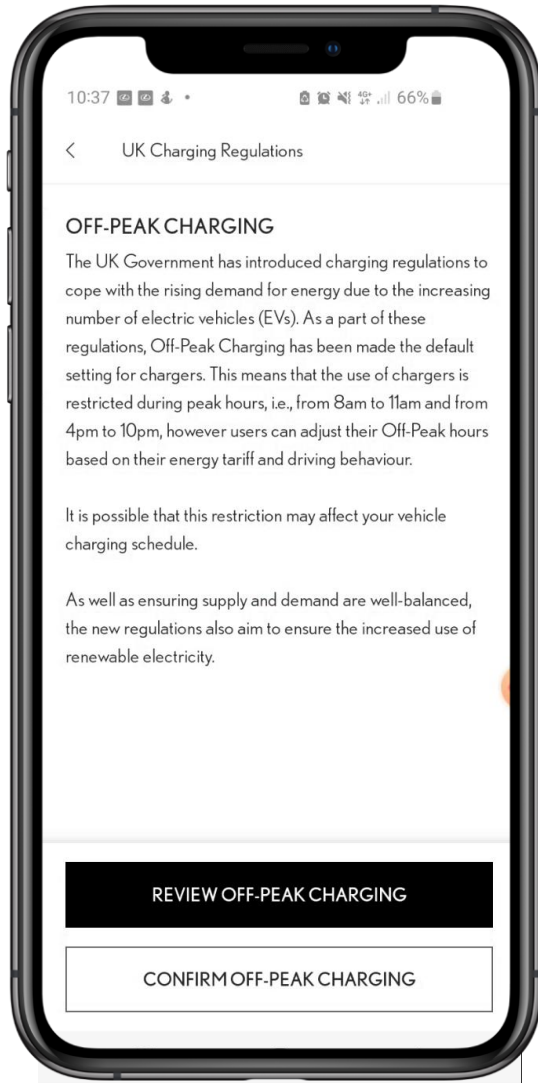 10:37
4G+
66%
UK Charging Regulations
OFF-PEAK CHARGING
The UK Government has introduced charging regulations to
cope with the rising demand for energy due to the increasing
number of electric vehicles (EVs). As a part of these
regulations, Off-Peak Charging has been made the default
setting for chargers. This means that the use of chargers is
restricted during peak hours, i.e., from 8am to 11am and from
4pm to 10pm, however users can adjust their Off-Peak hours
based on their energy tariff and driving behaviour.
It is possible that this restriction may affect your vehicle
charging schedule.
As well as ensuring supply and demand are well-balanced,
the new regulations also aim to ensure the increased use of
renewable electricity.
REVIEW OFF-PEAK CHARGING
CONFIRM OFF-PEAK CHARGING